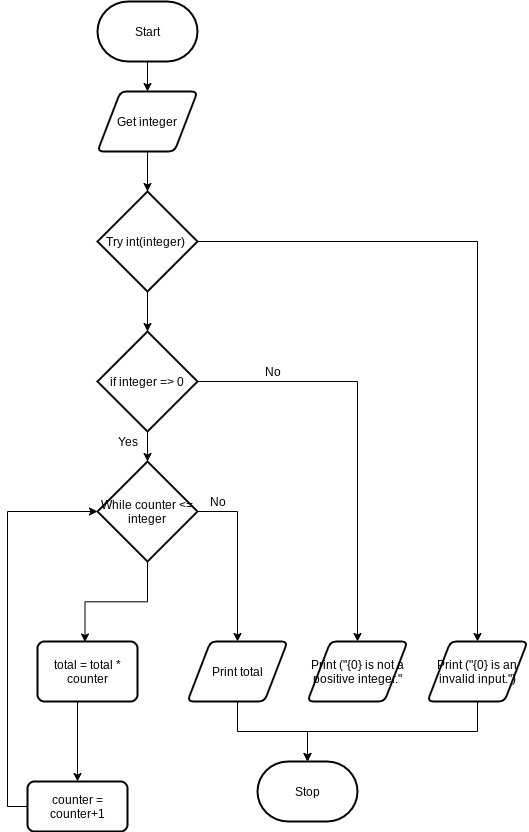 Start
Get integer
Try int(integer)
if integer => 0
No
Yes
While counter <=
integer
No
total = total *
counter
Print total
Print ("{0} is not a
positive integer."
Print ("{0} is an
invalid input.")
counter =
counter+1
Stop